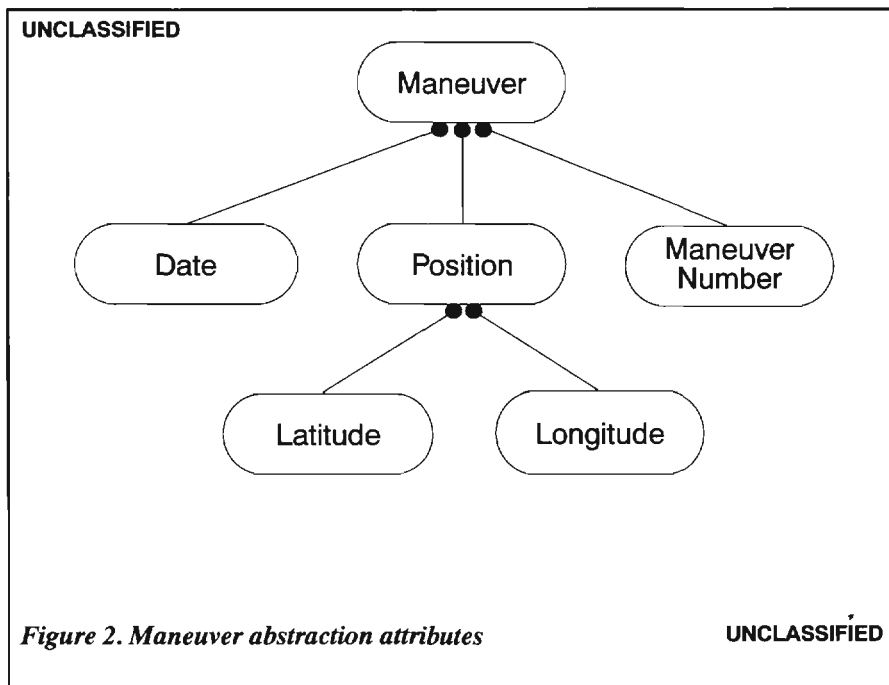 UNCLASSIFIED
Maneuver
Date
Position
Maneuver
Number
Latitude
Longitude
Figure 2. Maneuver abstraction attributes
UNCLASSIFIED